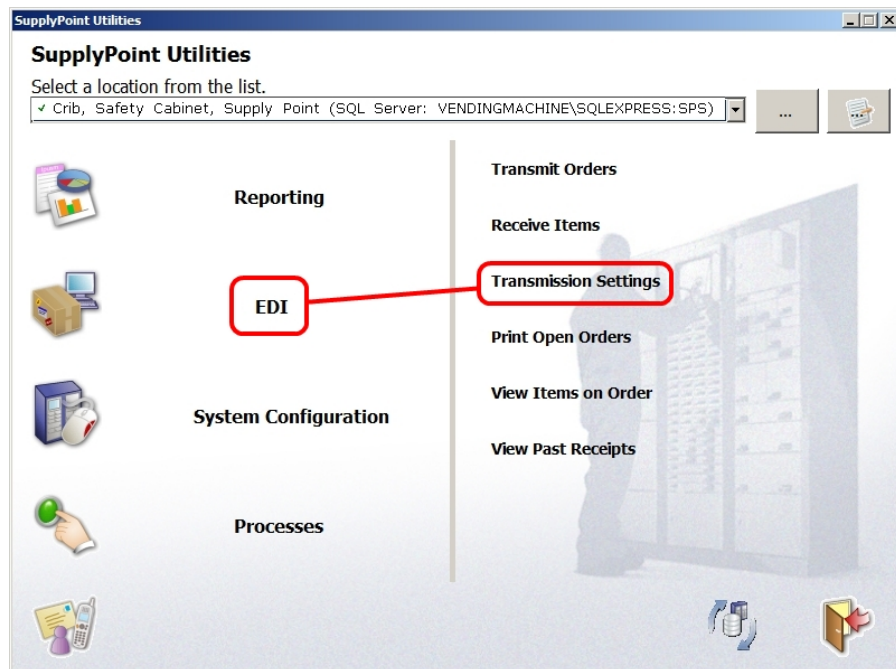 SupplyPoint Utilities
SupplyPoint Utilities
Select a location from the list.
Crib, Safety Cabinet, Supply Point (SQL Server: VENDINGMACHINE\SQLEXPRESS:SPS)
...
Reporting
EDI
System Configuration
Processes
Transmit Orders
Receive Items
Transmission Settings
Print Open Orders
View Items on Order
View Past Receipts